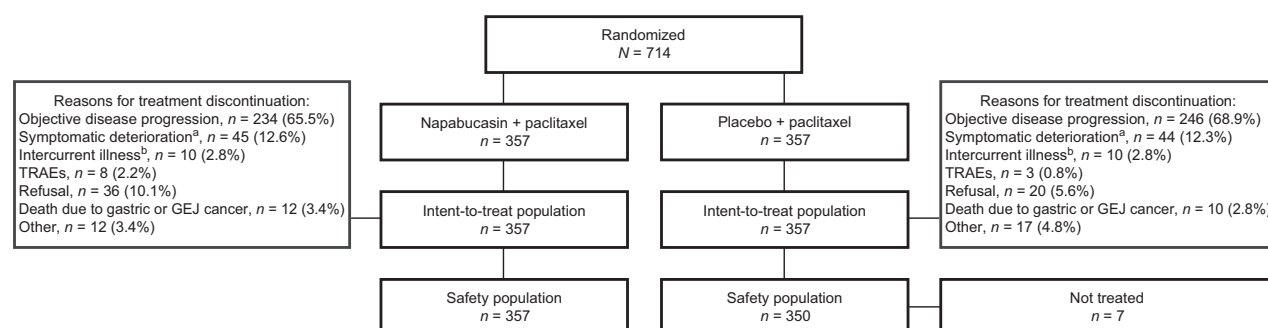 Randomized
N = 714
Reasons for treatment discontinuation:
Objective disease progression, n = 234 (65.5%)
Symptomatic deteriorationᵃ, n = 45 (12.6%)
Intercurrent illnessᵇ, n = 10 (2.8%)
TRAEs, n = 8 (2.2%)
Refusal, n = 36 (10.1%)
Death due to gastric or GEJ cancer, n = 12 (3.4%)
Other, n = 12 (3.4%)
Napabucasin + paclitaxel
n = 357
Placebo + paclitaxel
n = 357
Reasons for treatment discontinuation:
Objective disease progression, n = 246 (68.9%)
Symptomatic deteriorationᵃ, n = 44 (12.3%)
Intercurrent illnessᵇ, n = 10 (2.8%)
TRAEs, n = 3 (0.8%)
Refusal, n = 20 (5.6%)
Death due to gastric or GEJ cancer, n = 10 (2.8%)
Other, n = 17 (4.8%)
Intent-to-treat population
n = 357
Intent-to-treat population
n = 357
Safety population
n = 357
Safety population
n = 350
Not treated
n = 7